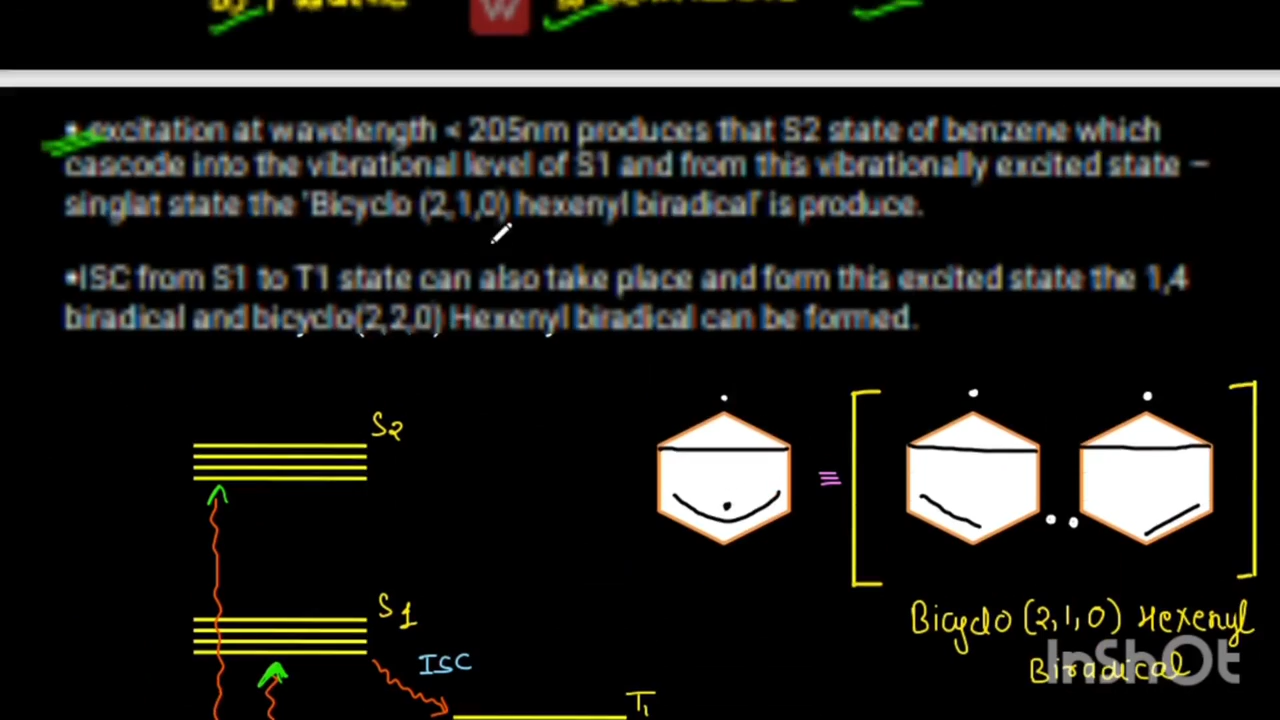 W
• excitation at wavelength < 205nm produces that S2 state of benzene which
cascode into the vibrational level of S1 and from this vibrationally excited state –
singlat state the 'Bicyclo (2,1,0) hexenyl biradical' is produce.
•ISC from S1 to T1 state can also take place and form this excited state the 1,4
biradical and bicyclo(2,2,0) Hexenyl biradical can be formed.
S2
≡
S1
ISC
T1
Bicyclo (2,1,0) Hexenyl
Biradical
InShOt